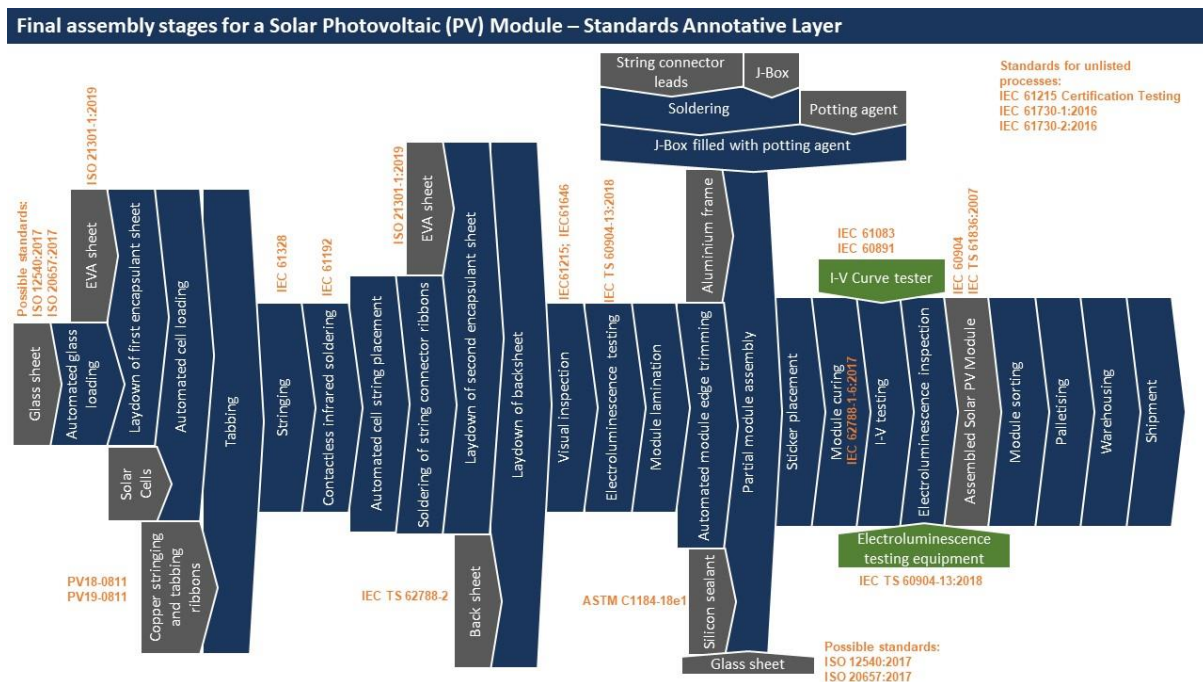 Final assembly stages for a Solar Photovoltaic (PV) Module – Standards Annotative Layer
String connector
leads
J-Box
Soldering
Potting agent
J-Box filled with potting agent
Standards for unlisted
processes:
IEC 61215 Certification Testing
IEC 61730-1:2016
IEC 61730-2:2016
Possible standards:
ISO 12540:2017
ISO 20657:2017
Glass sheet
Automated glass
loading
ISO 21301-1:2019
EVA sheet
Laydown of first encapsulant sheet
Solar
Cells
Automated cell loading
Copper stringing
and tabbing
ribbons
PV18-0811
PV19-0811
Tabbing
IEC 61328
Stringing
IEC 61192
Contactless infrared soldering
Automated cell string placement
Soldering of string connector ribbons
ISO 21301-1:2019
EVA sheet
Laydown of second encapsulant sheet
IEC TS 62788-2
Back sheet
Laydown of backsheet
IEC61215; IEC61646
Visual inspection
IEC TS 60904-13:2018
Electroluminescence testing
Module lamination
Automated module edge trimming
Aluminium frame
ASTM C1184-18e1
Silicon sealant
Glass sheet
Possible standards:
ISO 12540:2017
ISO 20657:2017
Partial module assembly
Sticker placement
Module curing
IEC 62788-1-6:2017
I-V testing
IEC 61083
IEC 60891
I-V Curve tester
Electroluminescence inspection
Electroluminescence
testing equipment
IEC TS 60904-13:2018
IEC 60904
IEC TS 61836:2007
Assembled Solar PV Module
Module sorting
Palletising
Warehousing
Shipment